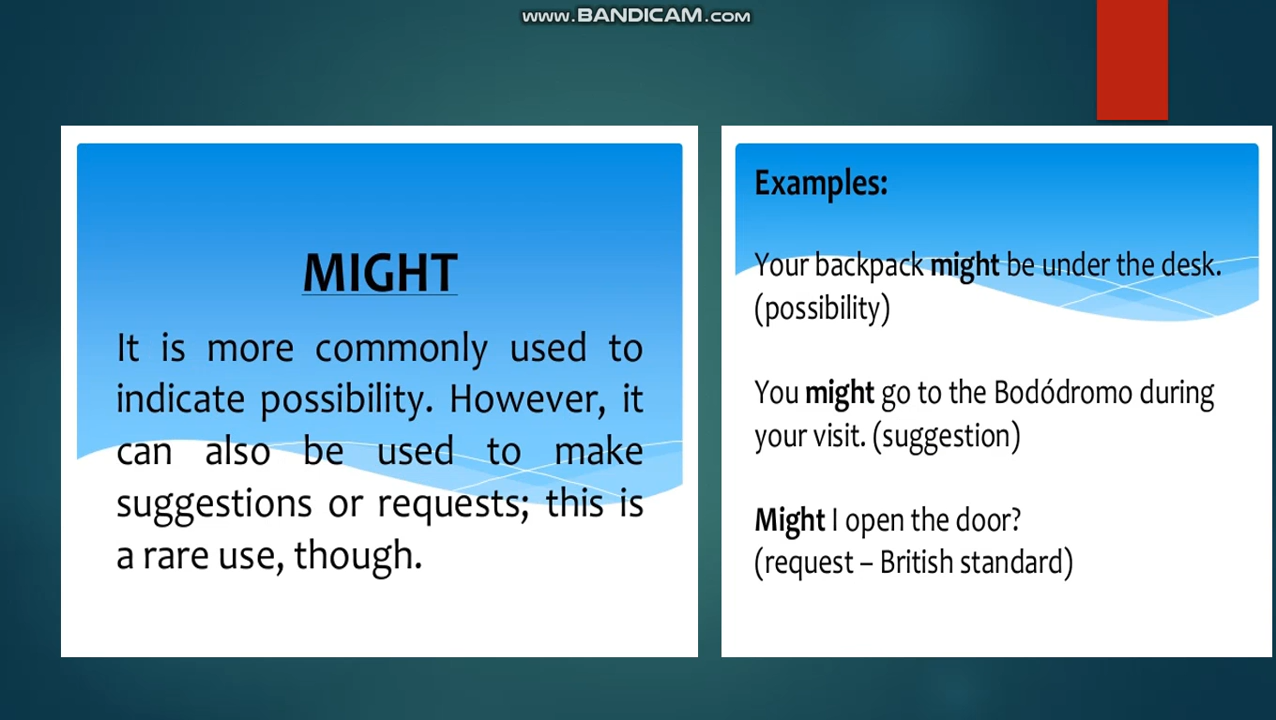 www.BANDICAM.com
MIGHT
It is more commonly used to
indicate possibility. However, it
can also be used to make
suggestions or requests; this is
a rare use, though.
Examples:
Your backpack might be under the desk.
(possibility)
You might go to the Bodódromo during
your visit. (suggestion)
Might I open the door?
(request – British standard)